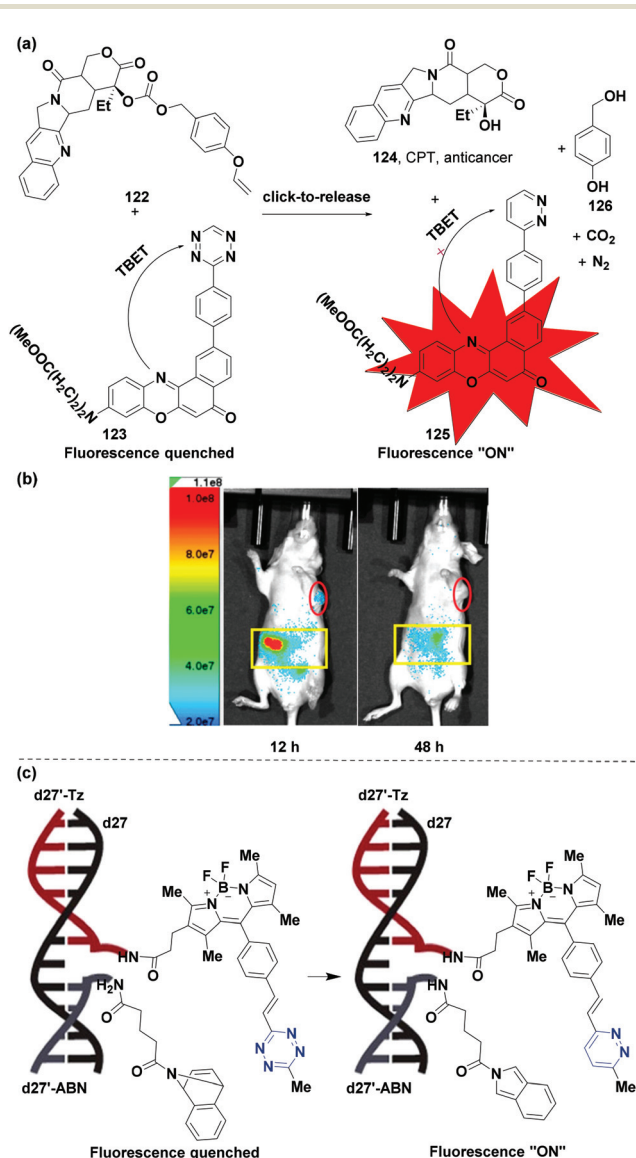 (a)
O
O
O
N
Et
O
O
O
N
O
122
+
TBET
N N
N N
(MeOOC(H₂C)₂)₂N
N
O
O
123
Fluorescence quenched
click-to-release
O
O
N
O
N
Et
OH
124, CPT, anticancer
+
HO
OH
126
+
TBET
×
N
N
+ CO₂
+ N₂
(MeOOC(H₂C)₂)₂N
N
O
O
125
Fluorescence "ON"
(b)
1.1e8
1.0e8
8.0e7
6.0e7
4.0e7
2.0e7
12 h
48 h
(c)
d27'-Tz
d27
F F
B
Me
N + N
Me
Me
Me
HN
O
H₂N
O
O
N
N N
N N
Me
d27'-ABN
Fluorescence quenched
d27'-Tz
d27
F F
B
Me
N + N
Me
Me
Me
HN
O
HN
O
O
N
N
N
Me
d27'-ABN
Fluorescence "ON"